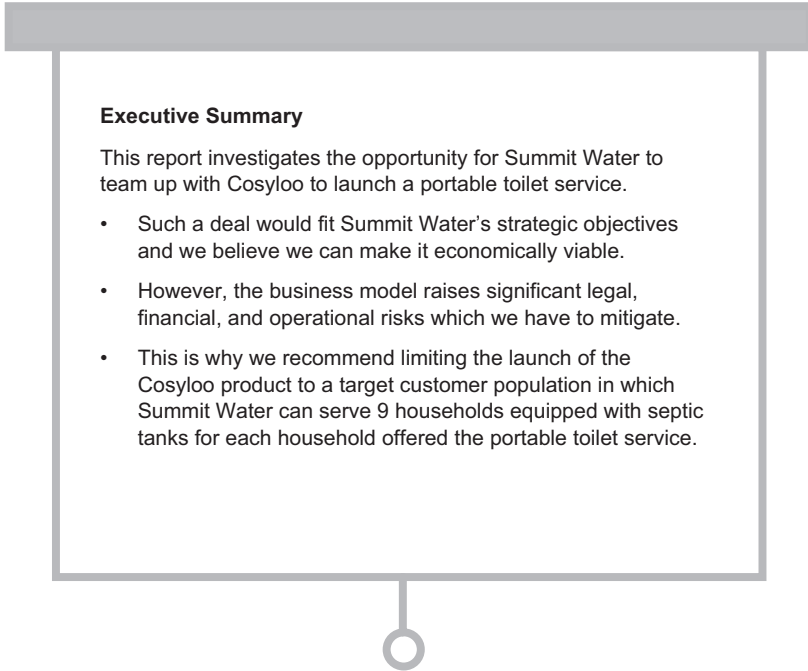 Executive Summary
This report investigates the opportunity for Summit Water to
team up with Cosyloo to launch a portable toilet service.
• Such a deal would fit Summit Water's strategic objectives
and we believe we can make it economically viable.
• However, the business model raises significant legal,
financial, and operational risks which we have to mitigate.
• This is why we recommend limiting the launch of the
Cosyloo product to a target customer population in which
Summit Water can serve 9 households equipped with septic
tanks for each household offered the portable toilet service.